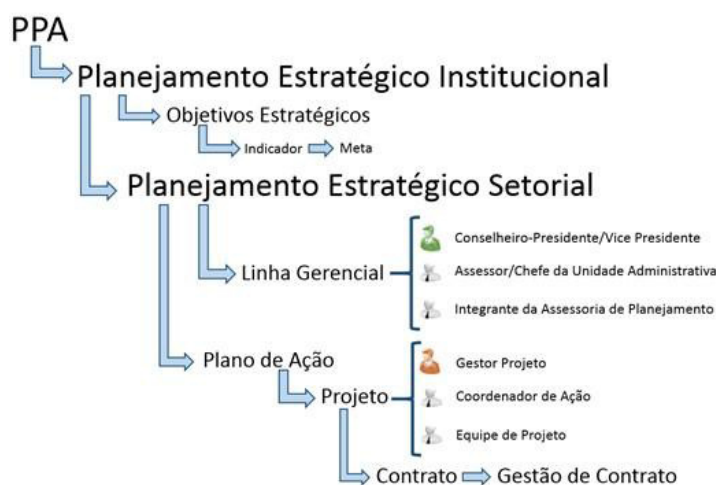 PPA
Planejamento Estratégico Institucional
Objetivos Estratégicos
Indicador Meta
Planejamento Estratégico Setorial
Linha Gerencial
Conselheiro-Presidente/Vice Presidente
Assessor/Chefe da Unidade Administrativa
Integrante da Assessoria de Planejamento
Plano de Ação
Projeto
Gestor Projeto
Coordenador de Ação
Equipe de Projeto
Contrato Gestão de Contrato